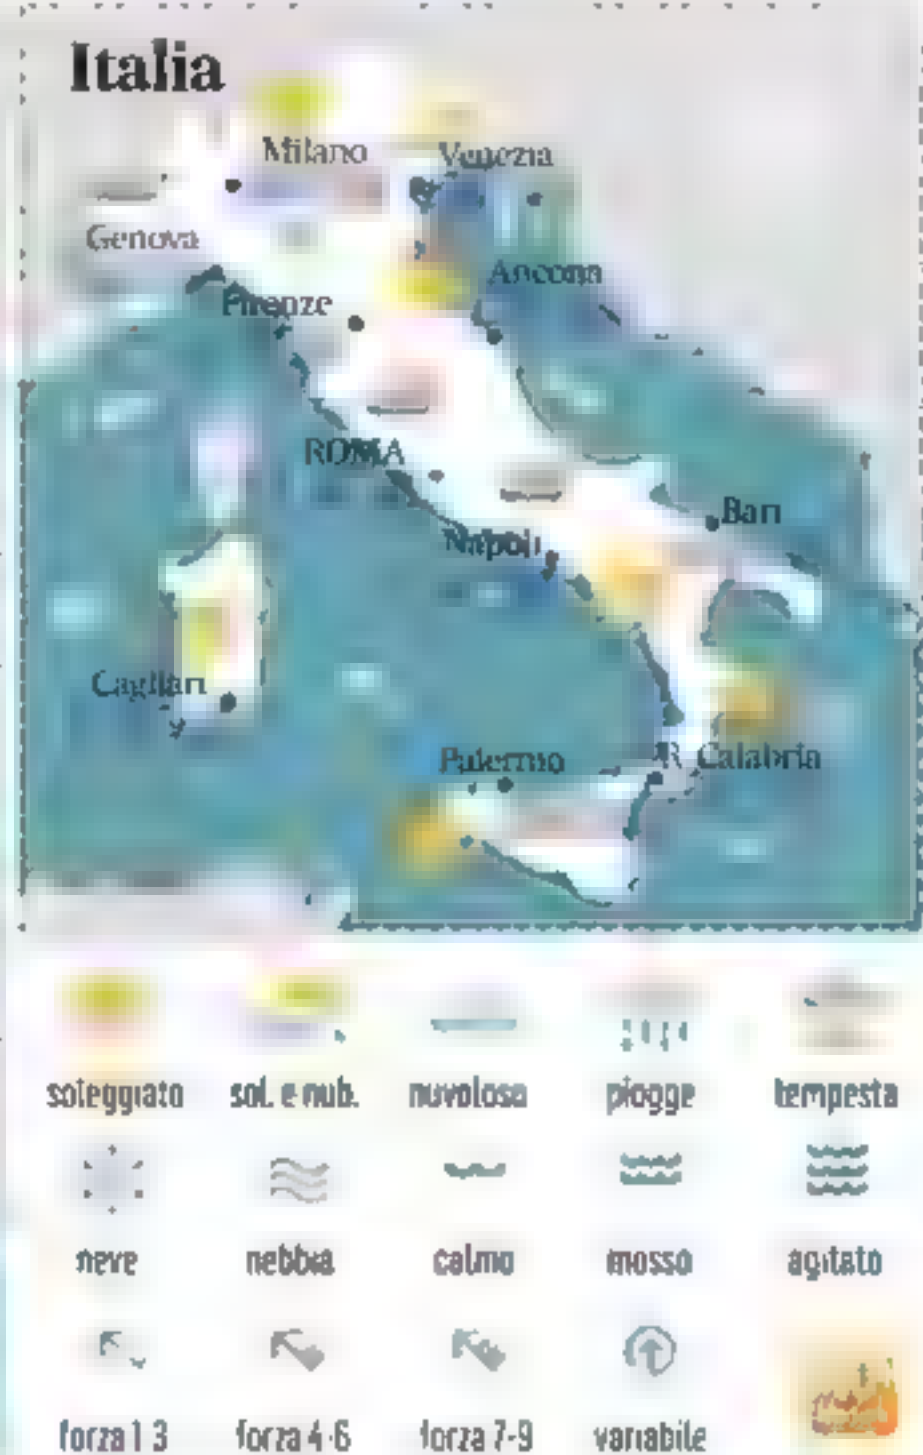 Italia
Milano
Venezia
Genova
Ancona
Firenze
ROMA
Bari
Napoli
Cagliari
Palermo
R. Calabria
soleggiato sol. e nub. nuvoloso piogge tempesta
neve nebbia calmo mosso agitato
forza 1-3 forza 4-6 forza 7-9 variabile